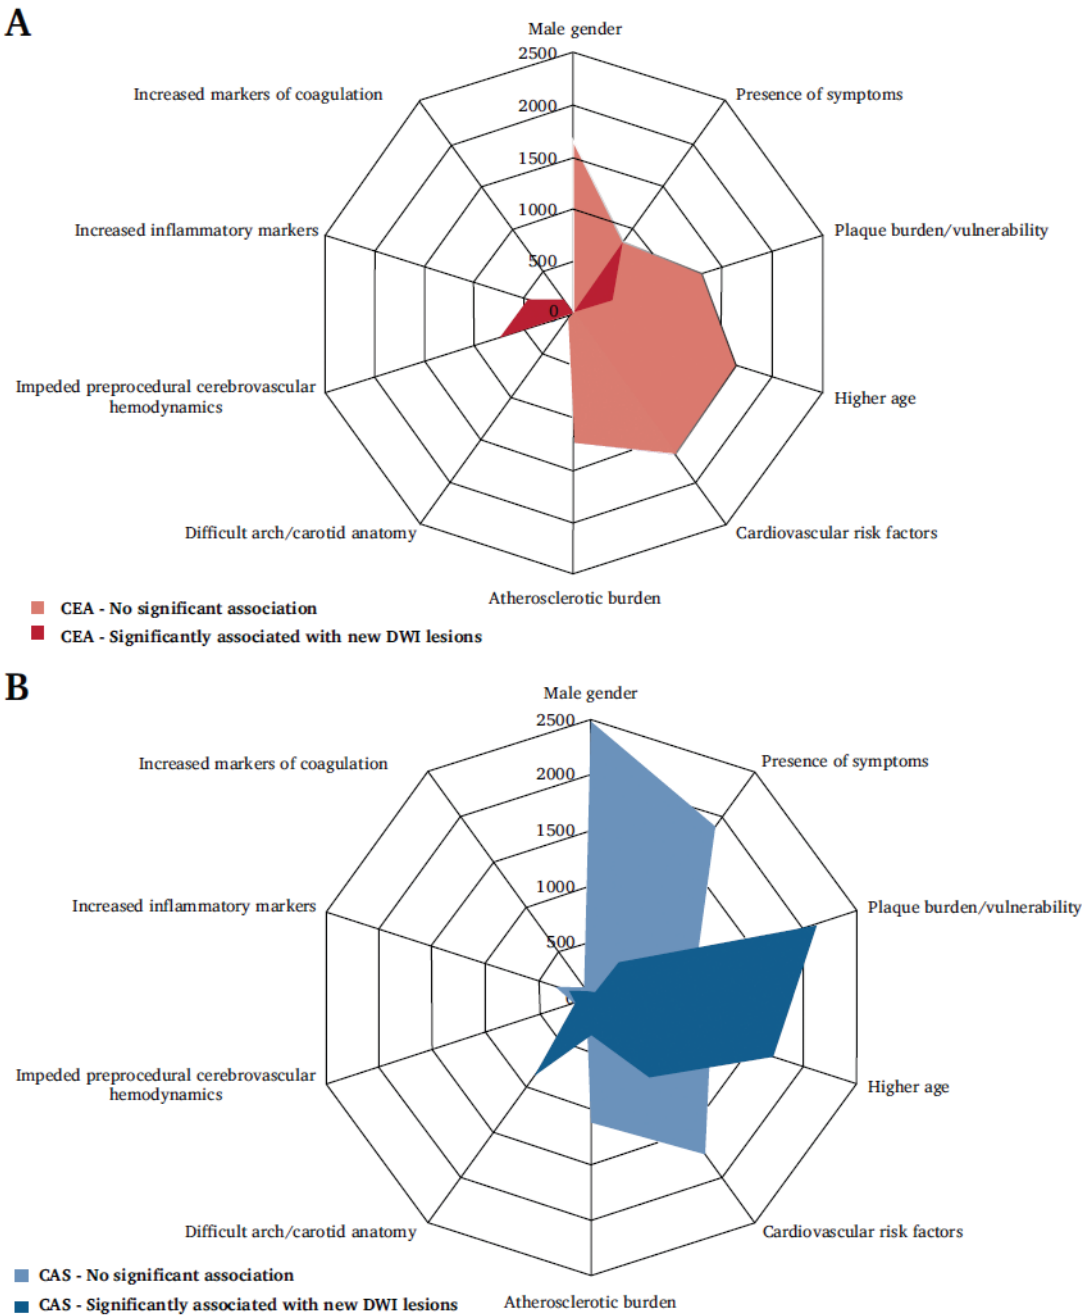 A
Male gender
2500
Increased markers of coagulation
Presence of symptoms
2000
1500
1000
Increased inflammatory markers
Plaque burden/vulnerability
500
0
Impeded preprocedural cerebrovascular
hemodynamics
Higher age
Difficult arch/carotid anatomy
Cardiovascular risk factors
Atherosclerotic burden
CEA - No significant association
CEA - Significantly associated with new DWI lesions
B
Male gender
2500
Increased markers of coagulation
Presence of symptoms
2000
1500
1000
Increased inflammatory markers
Plaque burden/vulnerability
500
Impeded preprocedural cerebrovascular
hemodynamics
Higher age
Difficult arch/carotid anatomy
Cardiovascular risk factors
CAS - No significant association
CAS - Significantly associated with new DWI lesions
Atherosclerotic burden